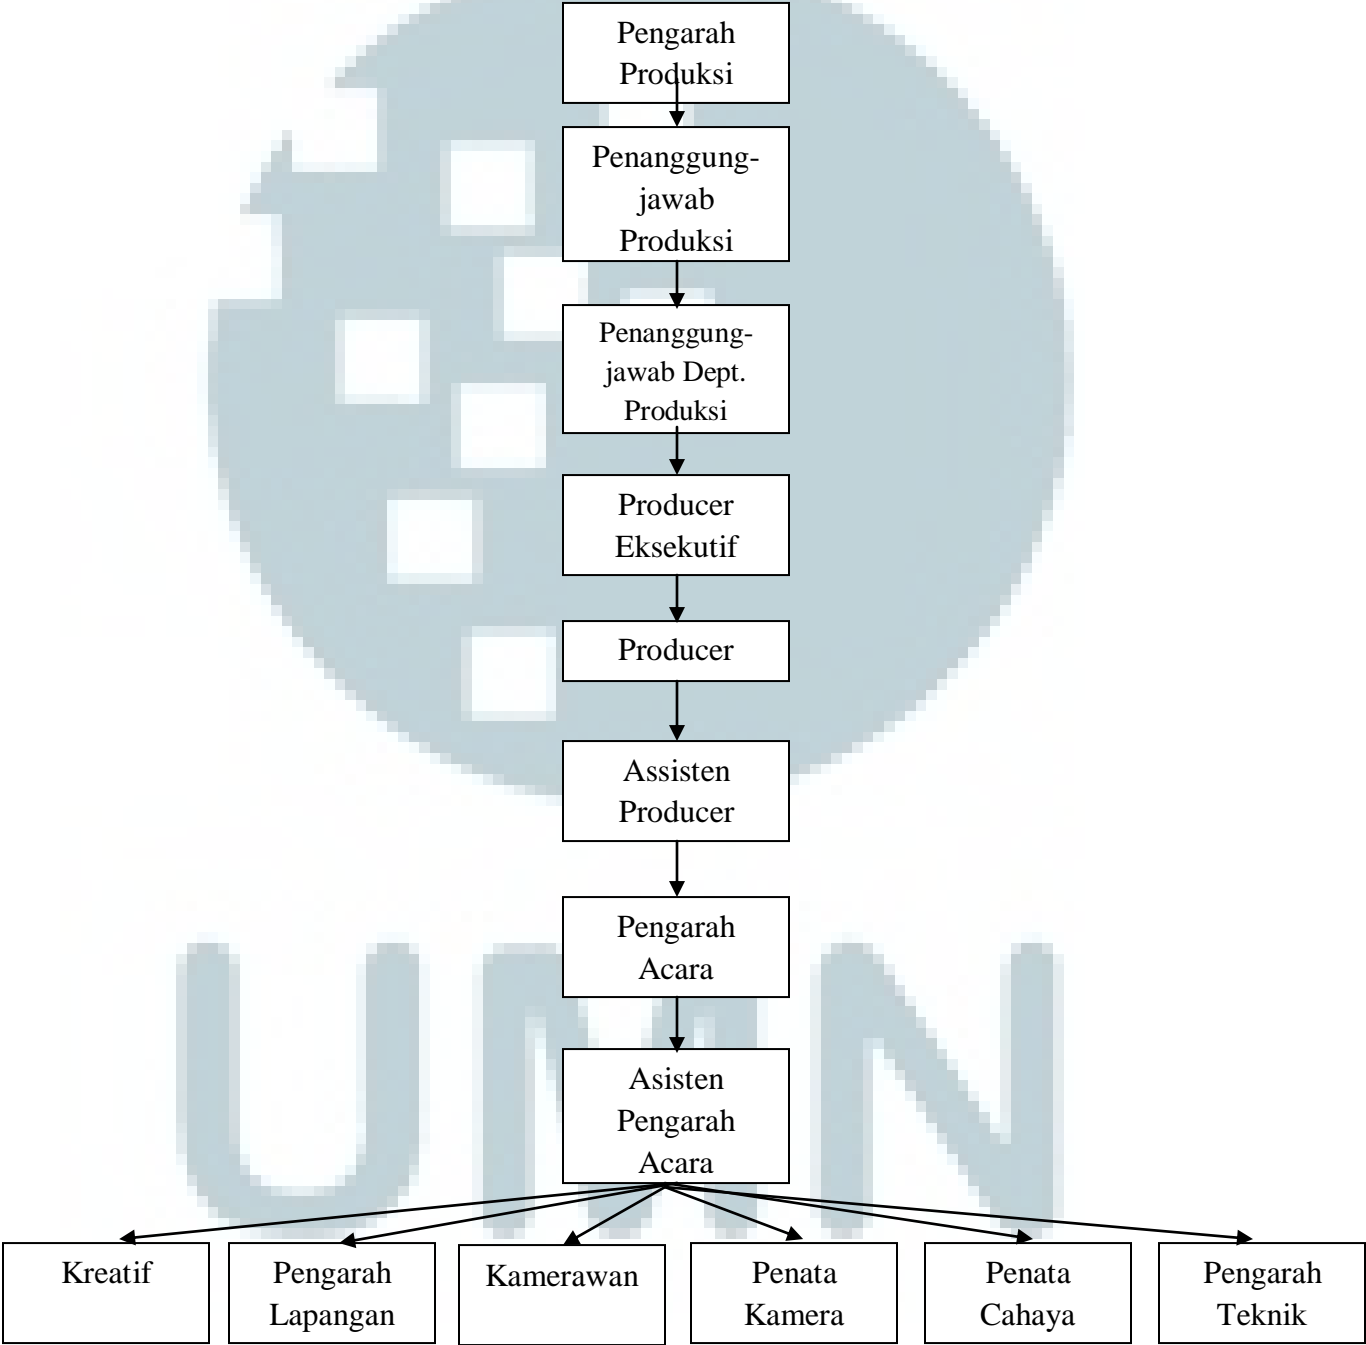 Pengarah
Produksi
Penanggung-
jawab
Produksi
Penanggung-
jawab Dept.
Produksi
Producer
Eksekutif
Producer
Assisten
Producer
Pengarah
Acara
UMN
Asisten
Pengarah
Acara
Kreatif
Pengarah
Lapangan
Kamerawan
Penata
Kamera
Penata
Cahaya
Pengarah
Teknik